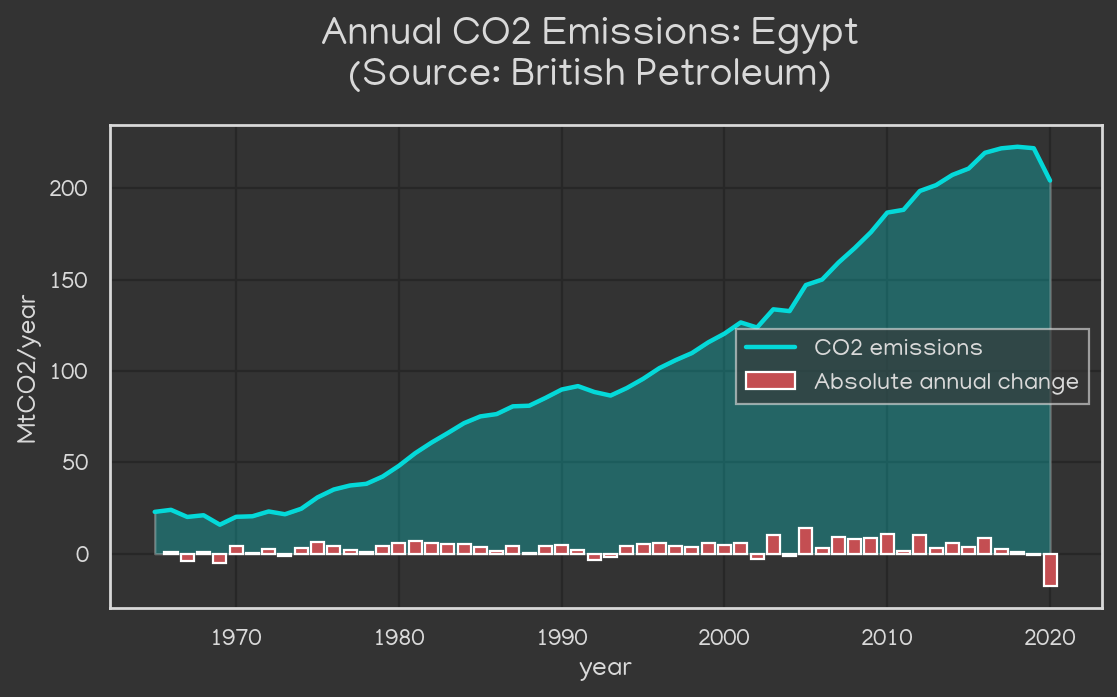 Annual CO2 Emissions: Egypt
(Source: British Petroleum)
MtCO2/year
200
150
100
50
0
CO2 emissions
Absolute annual change
1970 1980 1990 2000 2010 2020
year